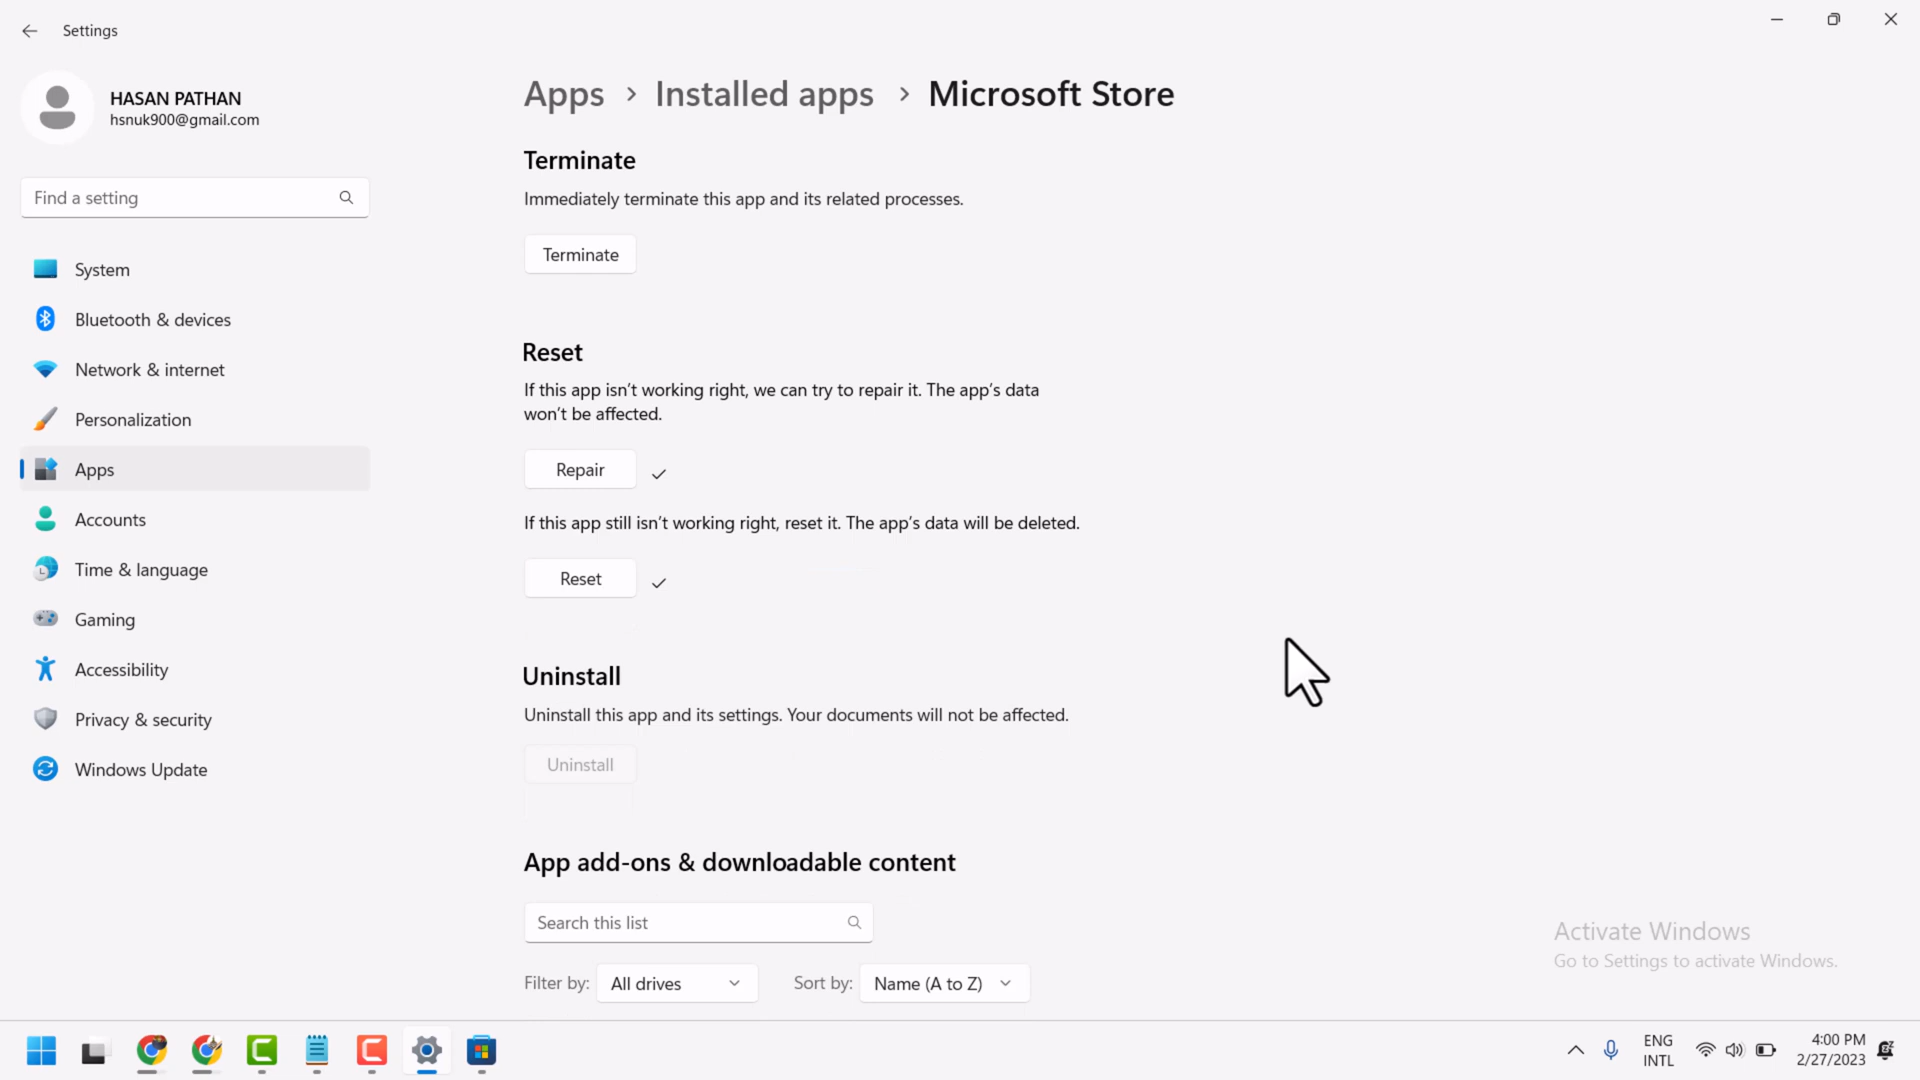 Settings
HASAN PATHAN
hsnuk900@gmail.com
Find a setting
System
Bluetooth & devices
Network & internet
Personalization
Apps
Accounts
Time & language
Gaming
Accessibility
Privacy & security
Windows Update
Apps > Installed apps > Microsoft Store
Terminate
Immediately terminate this app and its related processes.
Terminate
Reset
If this app isn't working right, we can try to repair it. The app's data
won't be affected.
Repair
If this app still isn't working right, reset it. The app's data will be deleted.
Reset
Uninstall
Uninstall this app and its settings. Your documents will not be affected.
Uninstall
App add-ons & downloadable content
Search this list
Filter by: All drives Sort by: Name (A to Z)
Activate Windows
Go to Settings to activate Windows.
ENG
INTL
4:00 PM
2/27/2023